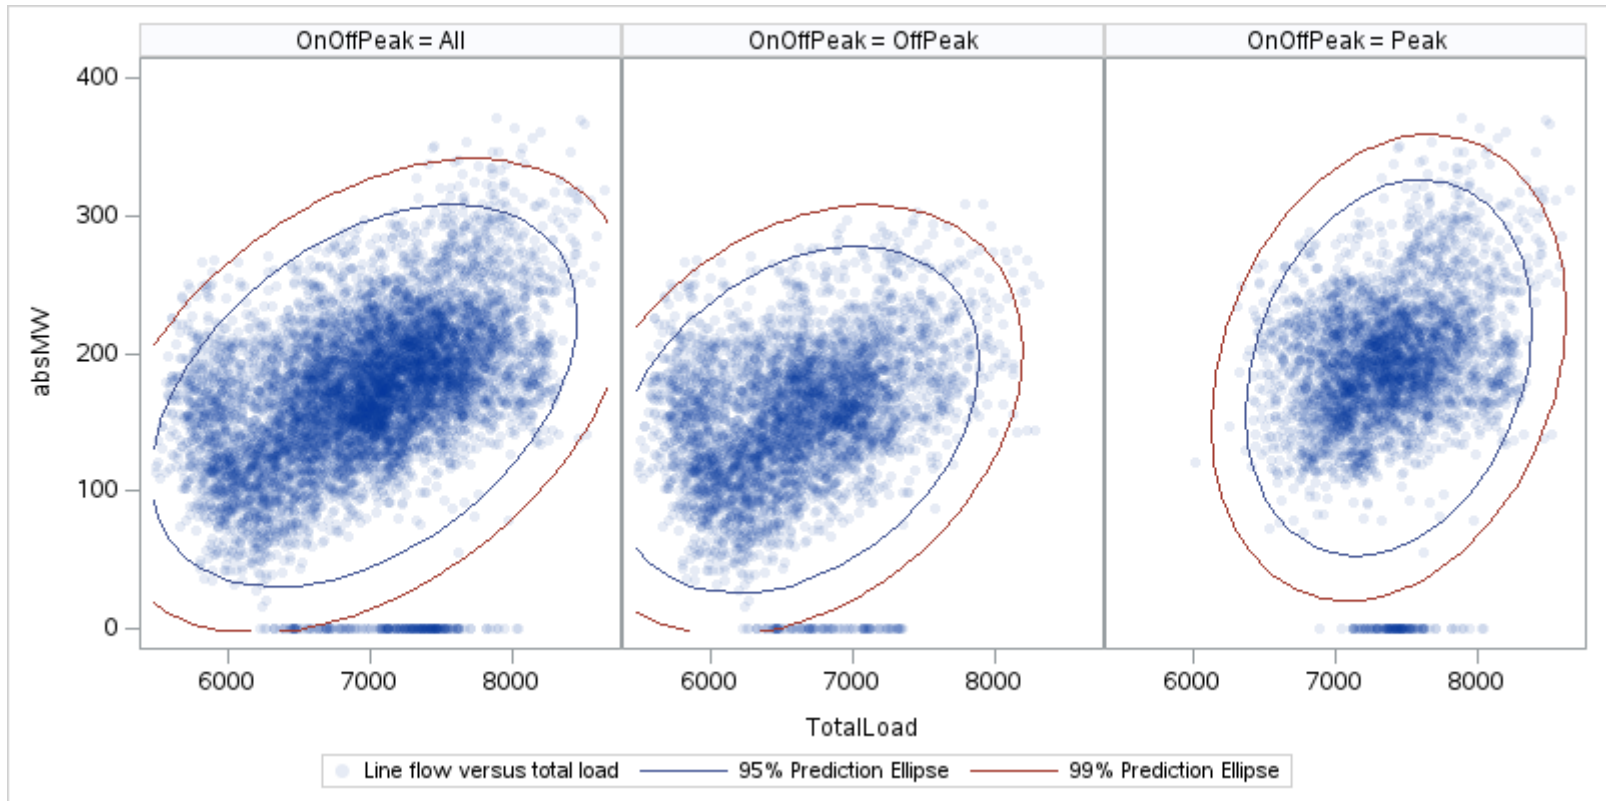 OnOffPeak = All
OnOffPeak = OffPeak
OnOffPeak = Peak
400
300
200
100
0
absMW
6000 7000 8000
6000 7000 8000
6000 7000 8000
TotalLoad
Line flow versus total load
95% Prediction Ellipse
99% Prediction Ellipse